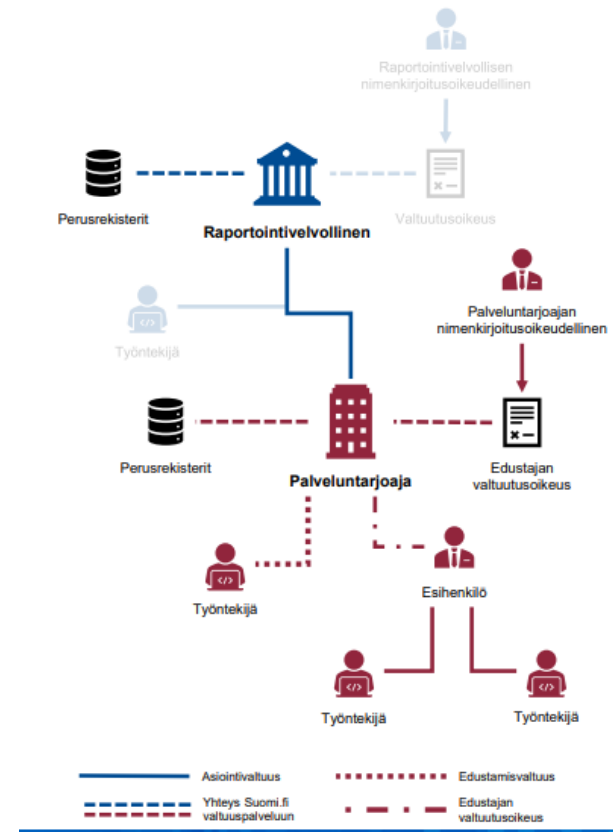 Raportointivelvollisen
nimenkirjoitusoikeudellinen
Perusrekisterit
Raportointivelvollinen
Valtuutusoikeus
Palveluntarjoajan
nimenkirjoitusoikeudellinen
Työntekijä
Perusrekisterit
Palveluntarjoaja
Edustajan
valtuutusoikeus
Työntekijä
Esihenkilö
Työntekijä
Työntekijä
Asiointivaltuus
Edustamisvaltuus
Yhteys Suomi.fi
valtuuspalveluun
Edustajan
valtuutusoikeus